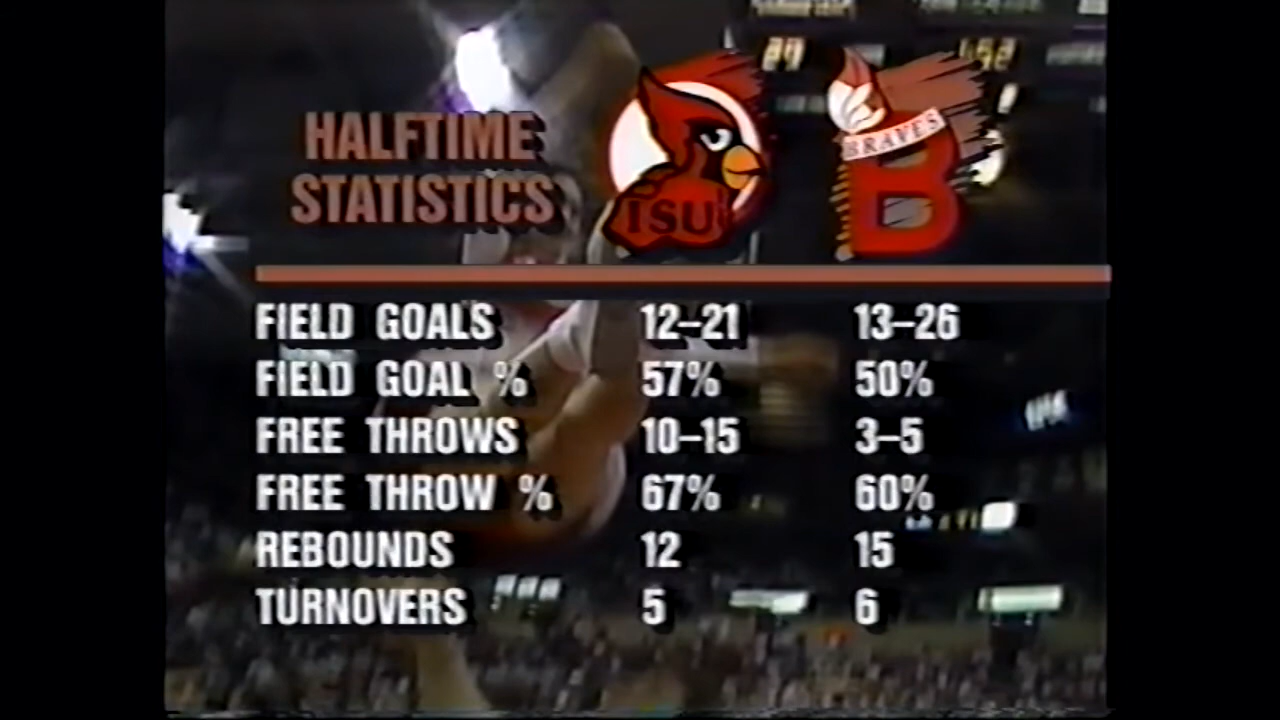 HALFTIME
STATISTICS
ISU
BRAVES
B
FIELD GOALS 12–21 13–26
FIELD GOAL % 57% 50%
FREE THROWS 10–15 3–5
FREE THROW % 67% 60%
REBOUNDS 12 15
TURNOVERS 5 6